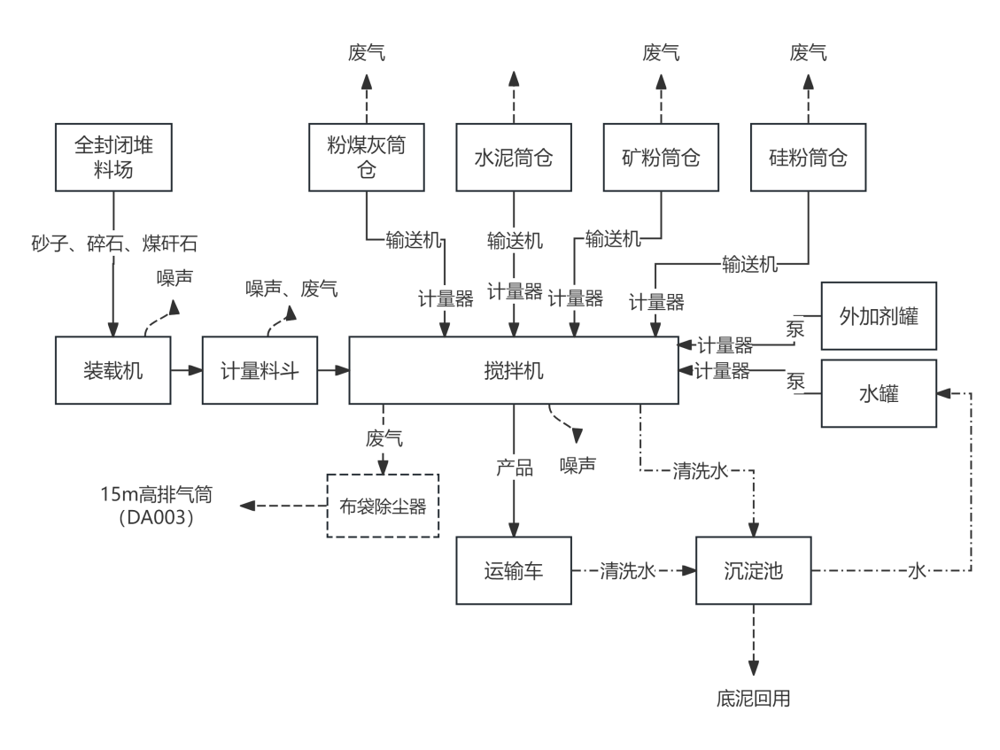 废气
废气
废气
全封闭堆
料场
粉煤灰筒
仓
水泥筒仓
矿粉筒仓
硅粉筒仓
砂子、碎石、煤矸石
输送机
输送机
输送机
输送机
噪声
噪声、废气
计量器
计量器
计量器
计量器
外加剂罐
泵
计量器
装载机
计量料斗
搅拌机
计量器
泵
水罐
废气
产品
噪声
清洗水
15m高排气筒
（DA003）
布袋除尘器
运输车
清洗水
沉淀池
水
底泥回用